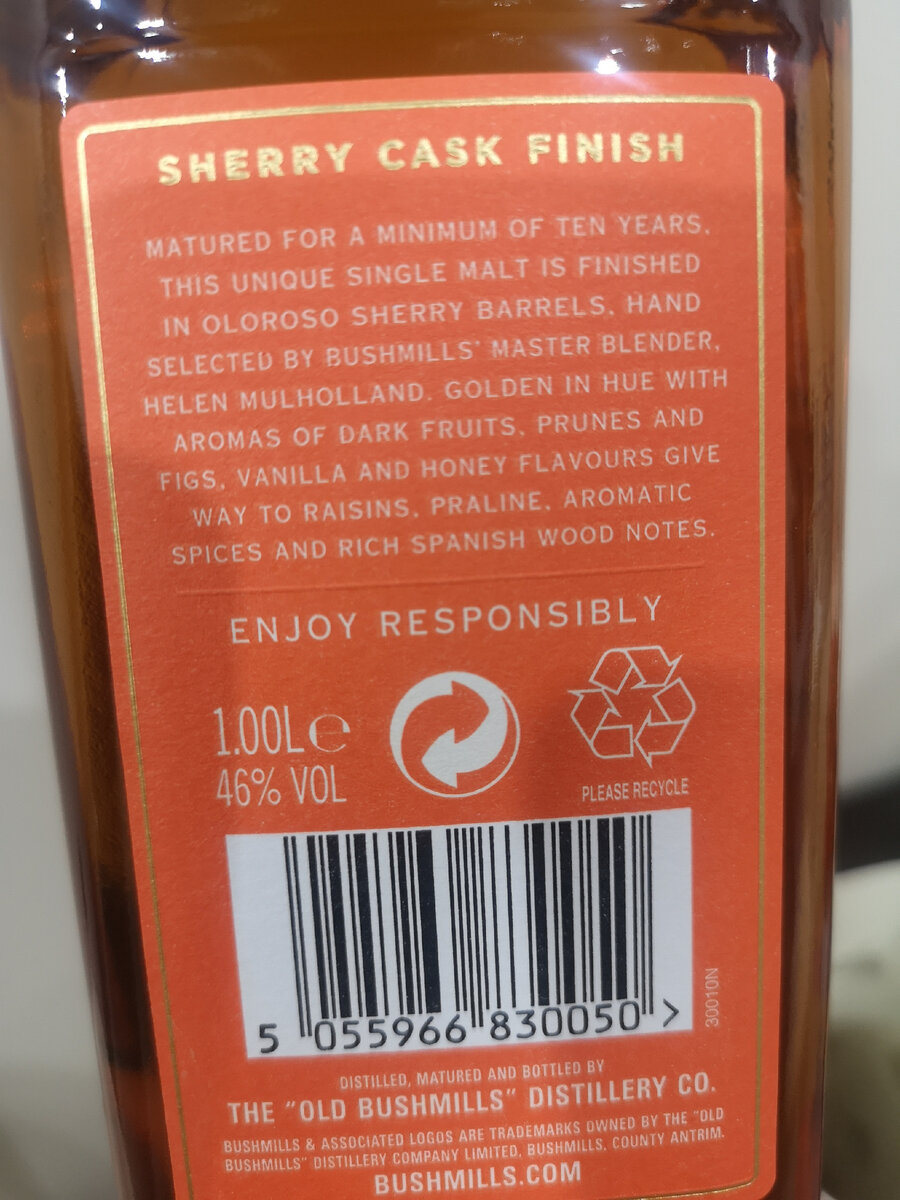 SHERRY CASK FINISH
MATURED FOR A MINIMUM OF TEN YEARS,
THIS UNIQUE SINGLE MALT IS FINISHED
IN OLOROSO SHERRY BARRELS, HAND
SELECTED BY BUSHMILLS' MASTER BLENDER,
HELEN MULHOLLAND. GOLDEN IN HUE WITH
AROMAS OF DARK FRUITS, PRUNES AND
FIGS, VANILLA AND HONEY FLAVOURS GIVE
WAY TO RAISINS, PRALINE, AROMATIC
SPICES AND RICH SPANISH WOOD NOTES.
ENJOY RESPONSIBLY
1.00L℮
46% VOL
PLEASE RECYCLE
5 055966 830050 >
30010N
DISTILLED, MATURED AND BOTTLED BY
THE "OLD BUSHMILLS" DISTILLERY CO.
BUSHMILLS & ASSOCIATED LOGOS ARE TRADEMARKS OWNED BY THE "OLD
BUSHMILLS" DISTILLERY COMPANY LIMITED, BUSHMILLS, COUNTY ANTRIM.
BUSHMILLS.COM